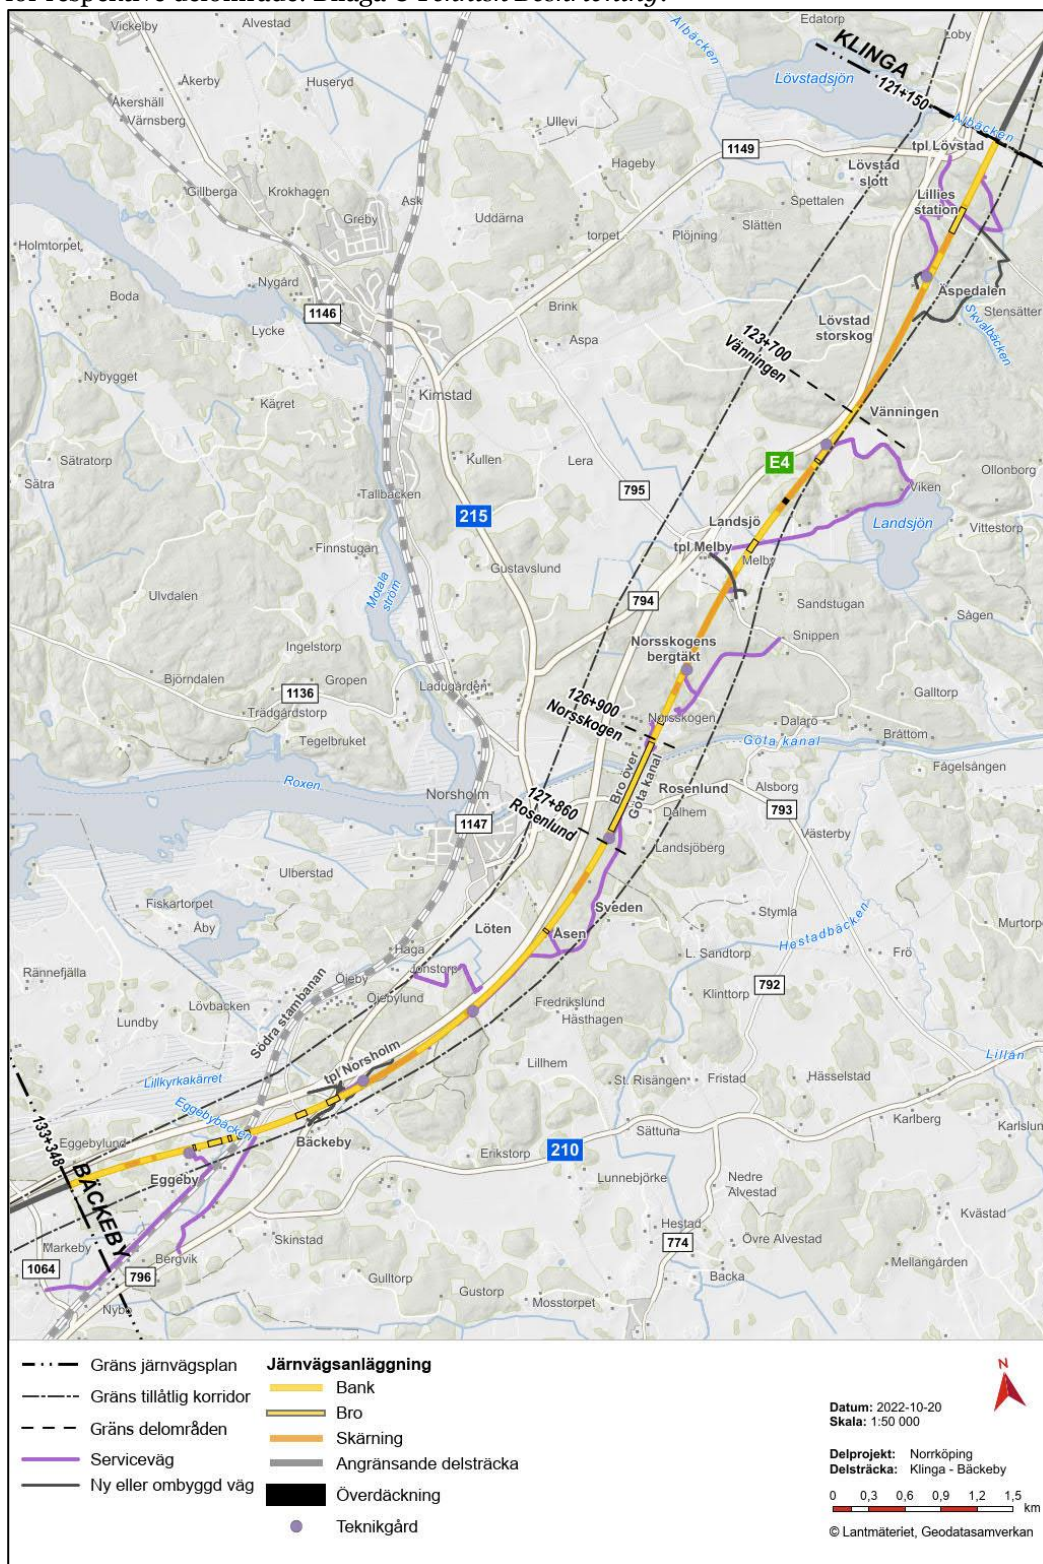 för respektive delområde. Bilaga C Teknisk Beskrivning.
Vickelby
Alvestad
Edatorp
Loby
Albäcken
KLINGA
Lövstadsjön
121+150
Albäcken
Åkerby
Huseryd
Åkershäll
Värnsberg
Ullevi
tpl Lövstad
1149
Hageby
Lövstad
slott
Gillberga
Krokhagen
Ask
Greby
Uddärna
Spettalen
Lillies
station
Holmtorpet
torpet
Plöjning
Slätten
Nygård
Boda
Brink
Äspedalen
Stensätter
1146
Lycke
Aspa
Lövstad
storskog
Skvalbäcken
123+700
Vänningen
Nybygget
Kimstad
Kärret
Vänningen
Sätratorp
Kullen
Lera
E4
Ollonborg
Sätra
Tallbäcken
795
Viken
215
Landsjö
Landsjön
Vittestorp
Finnstugan
tpl Melby
Melby
Gustavslund
Motala
ström
Ulvdalen
794
Sandstugan
Sågen
Ingelstorp
Norsskogens
bergtäkt
Snippen
Björndalen
Gropen
Ladugården
1136
Galltorp
126+900
Norsskogen
Trädgårdstorp
Norsskogen
Dalarö
Bråttom
Tegelbruket
Göta kanal
Fågelsången
Roxen
Bro över
Göta kanal
Norsholm
127+860
Rosenlund
Rosenlund
Alsborg
1147
Dalhem
793
Västerby
Landsjöberg
Ulberstad
Fiskartorpet
Sveden
Stymla
Åby
Löten
Åsen
Hestadbäcken
Murtorpe
Haga
L. Sandtorp
Frö
Rännefjälla
Jonstorp
Öjeby
792
Lövbacken
Öjebylund
Klinttorp
Fredrikslund
Lundby
Hästhagen
Södra stambanan
tpl Norsholm
Lillån
Lillhem
Lillkyrkakärret
St. Risängen
Fristad
Hässelstad
Eggebybäcken
Karlberg
133+348
Sättuna
Karlslun
Eggebylund
Bäckeby
BÄCKEBY
210
Erikstorp
Eggeby
Lunnebjörke
Nedre
Alvestad
Kvästad
Hestad
Skinstad
Markeby
Bergvik
774
Övre Alvestad
1064
796
Mellangården
Gulltorp
Backa
Nybo
Gustorp
Mosstorpet
Gräns järnvägsplan
Gräns tillåtlig korridor
Gräns delområden
Serviceväg
Ny eller ombyggd väg
Järnvägsanläggning
Bank
Bro
Skärning
Angränsande delsträcka
Överdäckning
Teknikgård
N
Datum: 2022-10-20
Skala: 1:50 000
Delprojekt: Norrköping
Delsträcka: Klinga - Bäckeby
0 0,3 0,6 0,9 1,2 1,5
km
© Lantmäteriet, Geodatasamverkan